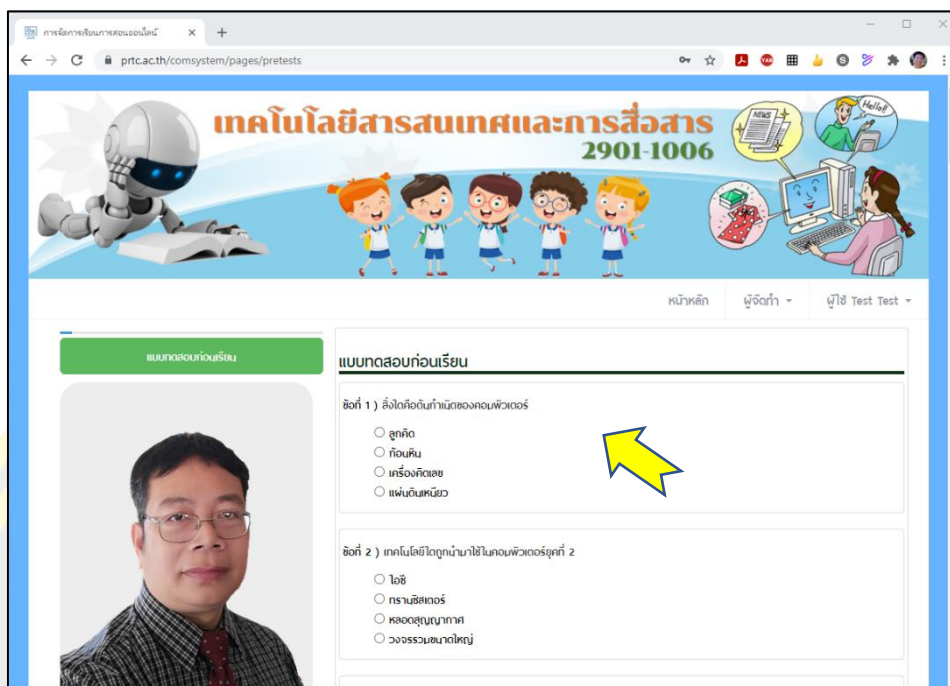 การจัดการเรียนการสอนออนไลน์
prtc.ac.th/comsystem/pages/pretests
เทคโนโลยีสารสนเทศและการสื่อสาร
2901-1006
NEWS
Hello!
หน้าหลัก ผู้จัดทำ ผู้ใช้ Test Test
แบบทดสอบก่อนเรียน
แบบทดสอบก่อนเรียน
ข้อที่ 1 ) สิ่งใดคือต้นกำเนิดของคอมพิวเตอร์
ลูกคิด
ก้อนหิน
เครื่องคิดเลข
แผ่นดินเหนียว
ข้อที่ 2 ) เทคโนโลยีใดถูกนำมาใช้ในคอมพิวเตอร์ยุคที่ 2
ไอซี
ทรานซิสเตอร์
หลอดสุญญากาศ
วงจรรวมขนาดใหญ่